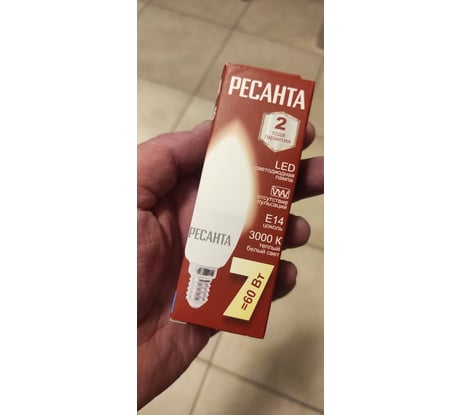 РЕСАНТА
2
года
гарантии
LED
светодиодная
лампа
отсутствие
пульсаций
E14
цоколь
3000 К
теплый
белый свет
РЕСАНТА
7
=60 Вт